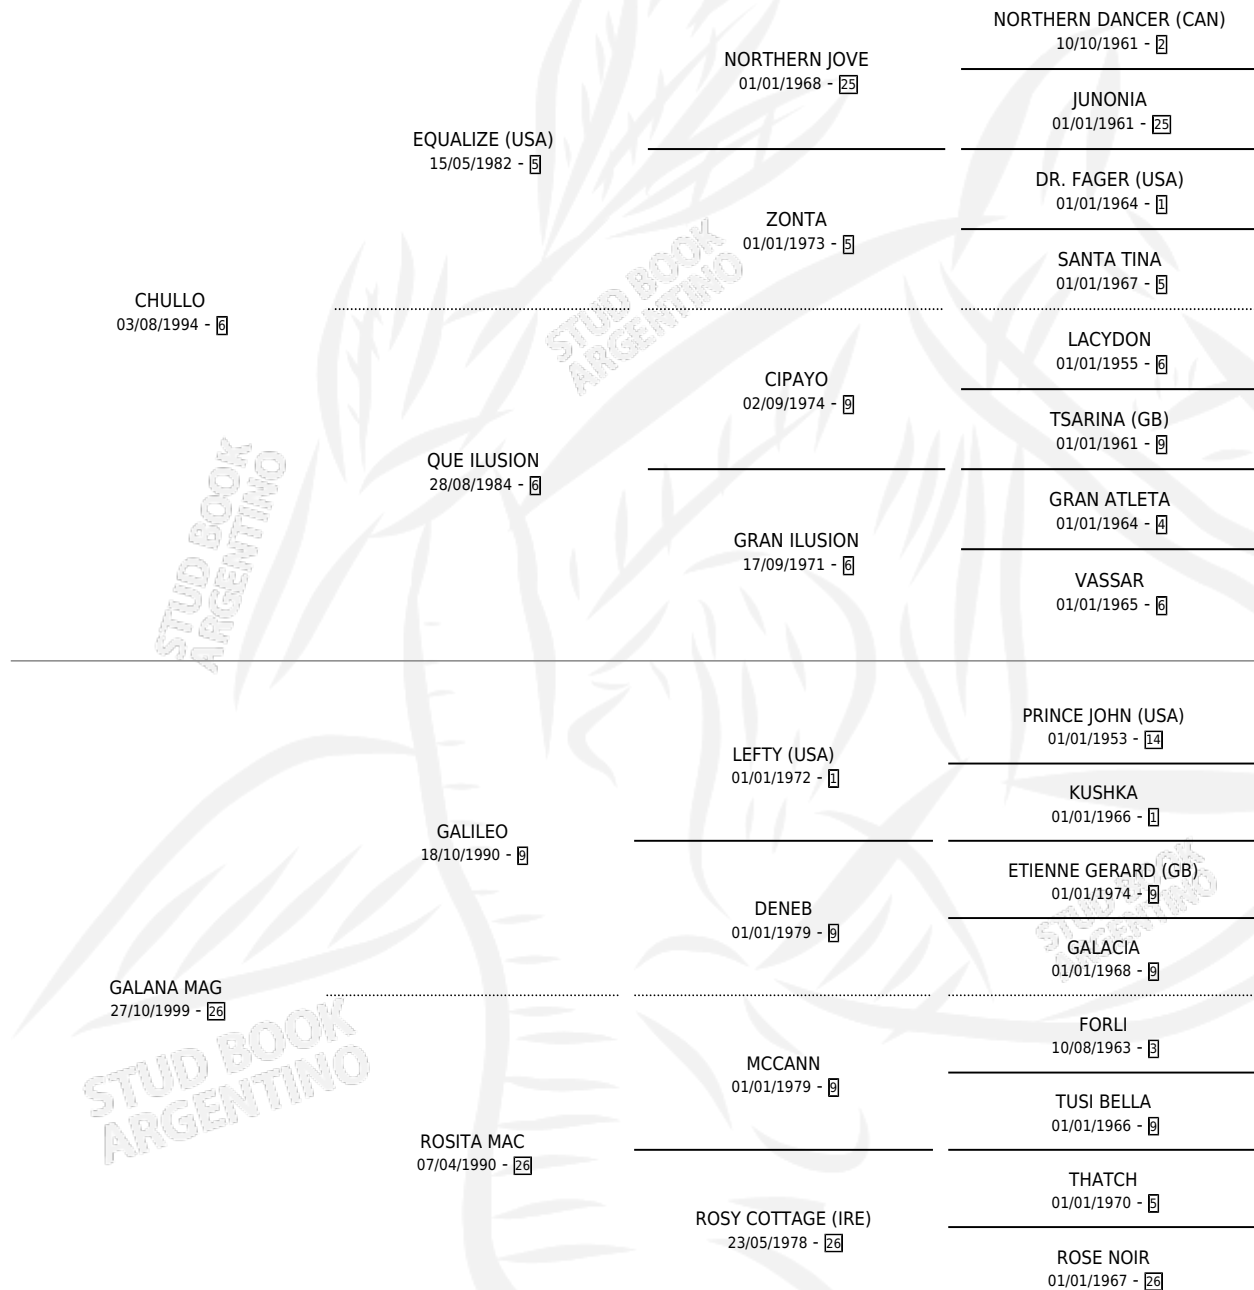 NORTHERN DANCER (CAN)
10/10/1961 - 2
NORTHERN JOVE
01/01/1968 - 25
JUNONIA
01/01/1961 - 25
EQUALIZE (USA)
15/05/1982 - 5
DR. FAGER (USA)
01/01/1964 - 1
ZONTA
01/01/1973 - 5
SANTA TINA
01/01/1967 - 5
CHULLO
03/08/1994 - 6
LACYDON
01/01/1955 - 6
CIPAYO
02/09/1974 - 9
TSARINA (GB)
01/01/1961 - 9
QUE ILUSION
28/08/1984 - 6
GRAN ATLETA
01/01/1964 - 4
GRAN ILUSION
17/09/1971 - 6
VASSAR
01/01/1965 - 6
STUD BOOK
ARGENTINO
STUD BOOK
ARGENTINO
PRINCE JOHN (USA)
01/01/1953 - 14
LEFTY (USA)
01/01/1972 - 1
KUSHKA
01/01/1966 - 1
GALILEO
18/10/1990 - 9
ETIENNE GERARD (GB)
01/01/1974 - 9
DENEB
01/01/1979 - 9
GALACIA
01/01/1968 - 9
GALANA MAG
27/10/1999 - 26
FORLI
10/08/1963 - 3
MCCANN
01/01/1979 - 9
TUSI BELLA
01/01/1966 - 9
ROSITA MAC
07/04/1990 - 26
THATCH
01/01/1970 - 5
ROSY COTTAGE (IRE)
23/05/1978 - 26
ROSE NOIR
01/01/1967 - 26
STUD BOOK
ARGENTINO
STUD BOOK
ARGENTINO